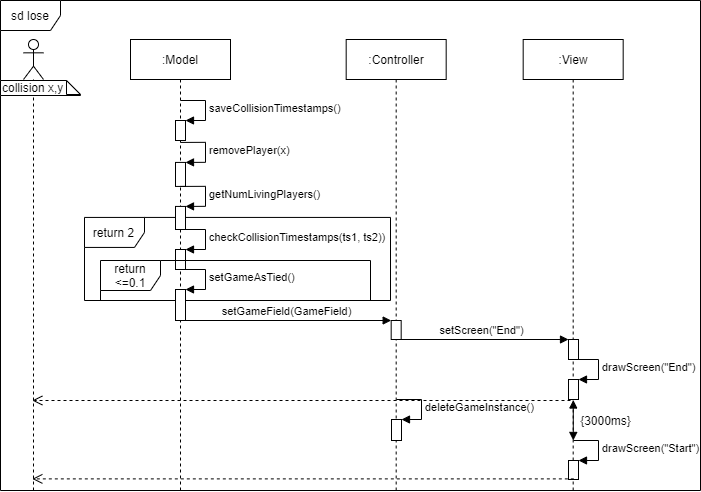 sd lose
:Model
:Controller
:View
collision x,y
saveCollisionTimestamps()
removePlayer(x)
getNumLivingPlayers()
return 2
checkCollisionTimestamps(ts1, ts2))
return
<=0.1
setGameAsTied()
setGameField(GameField)
setScreen("End")
drawScreen("End")
deleteGameInstance()
{3000ms}
drawScreen("Start")